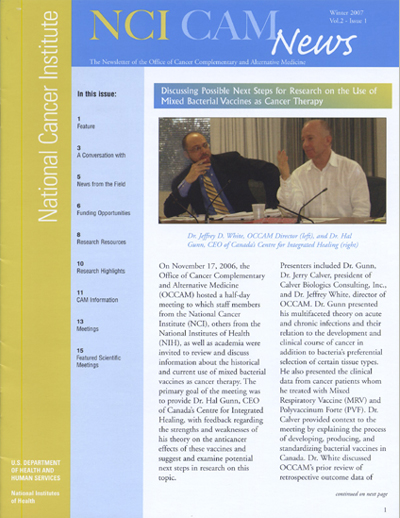 National Cancer Institute
NCI CAM
News
Winter 2007
Vol.2 - Issue 1
The Newsletter of the Office of Cancer Complementary and Alternative Medicine
In this issue:
1
Feature
3
A Conversation with
5
News from the Field
6
Funding Opportunities
8
Research Resources
10
Research Highlights
11
CAM Information
13
Meetings
15
Featured Scientific
Meetings
U.S. DEPARTMENT
OF HEALTH AND
HUMAN SERVICES
National Institutes
of Health
Discussing Possible Next Steps for Research on the Use of
Mixed Bacterial Vaccines as Cancer Therapy
Dr. Jeffrey D. White, OCCAM Director (left), and Dr. Hal
Gunn, CEO of Canada's Centre for Integrated Healing (right)
On November 17, 2006, the
Office of Cancer Complementary
and Alternative Medicine
(OCCAM) hosted a half-day
meeting to which staff members
from the National Cancer
Institute (NCI), others from the
National Institutes of Health
(NIH), as well as academia were
invited to review and discuss
information about the historical
and current use of mixed bacterial
vaccines as cancer therapy. The
primary goal of the meeting was
to provide Dr. Hal Gunn, CEO
of Canada's Centre for Integrated
Healing, with feedback regarding
the strengths and weaknesses of
his theory on the anticancer
effects of these vaccines and
suggest and examine potential
next steps in research on this
topic.
Presenters included Dr. Gunn,
Dr. Jerry Calver, president of
Calver Biologics Consulting, Inc.,
and Dr. Jeffrey White, director of
OCCAM. Dr. Gunn presented
his multifaceted theory on acute
and chronic infections and their
relation to the development and
clinical course of cancer in
addition to bacteria's preferential
selection of certain tissue types.
He also presented the clinical
data from cancer patients whom
he treated with Mixed
Respiratory Vaccine (MRV) and
Polyvaccinum Forte (PVF). Dr.
Calver provided context to the
meeting by explaining the process
of developing, producing, and
standardizing bacterial vaccines in
Canada. Dr. White discussed
OCCAM's prior review of
retrospective outcome data of
continued on next page
1